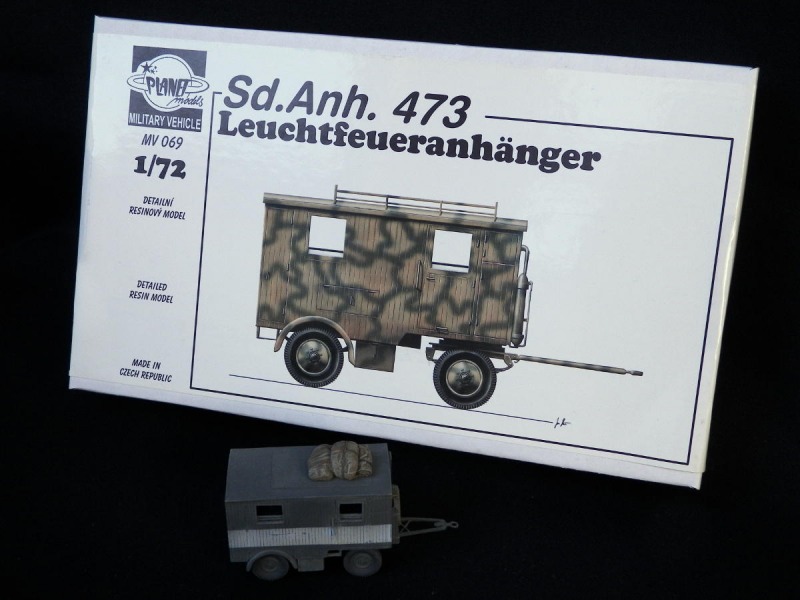 PLANET
models
MILITARY VEHICLE
MV 069
1/72
DETAILNÍ
RESINOVÝ MODEL
DETAILED
RESIN MODEL
MADE IN
CZECH REPUBLIC
Sd.Anh. 473
Leuchtfeueranhänger